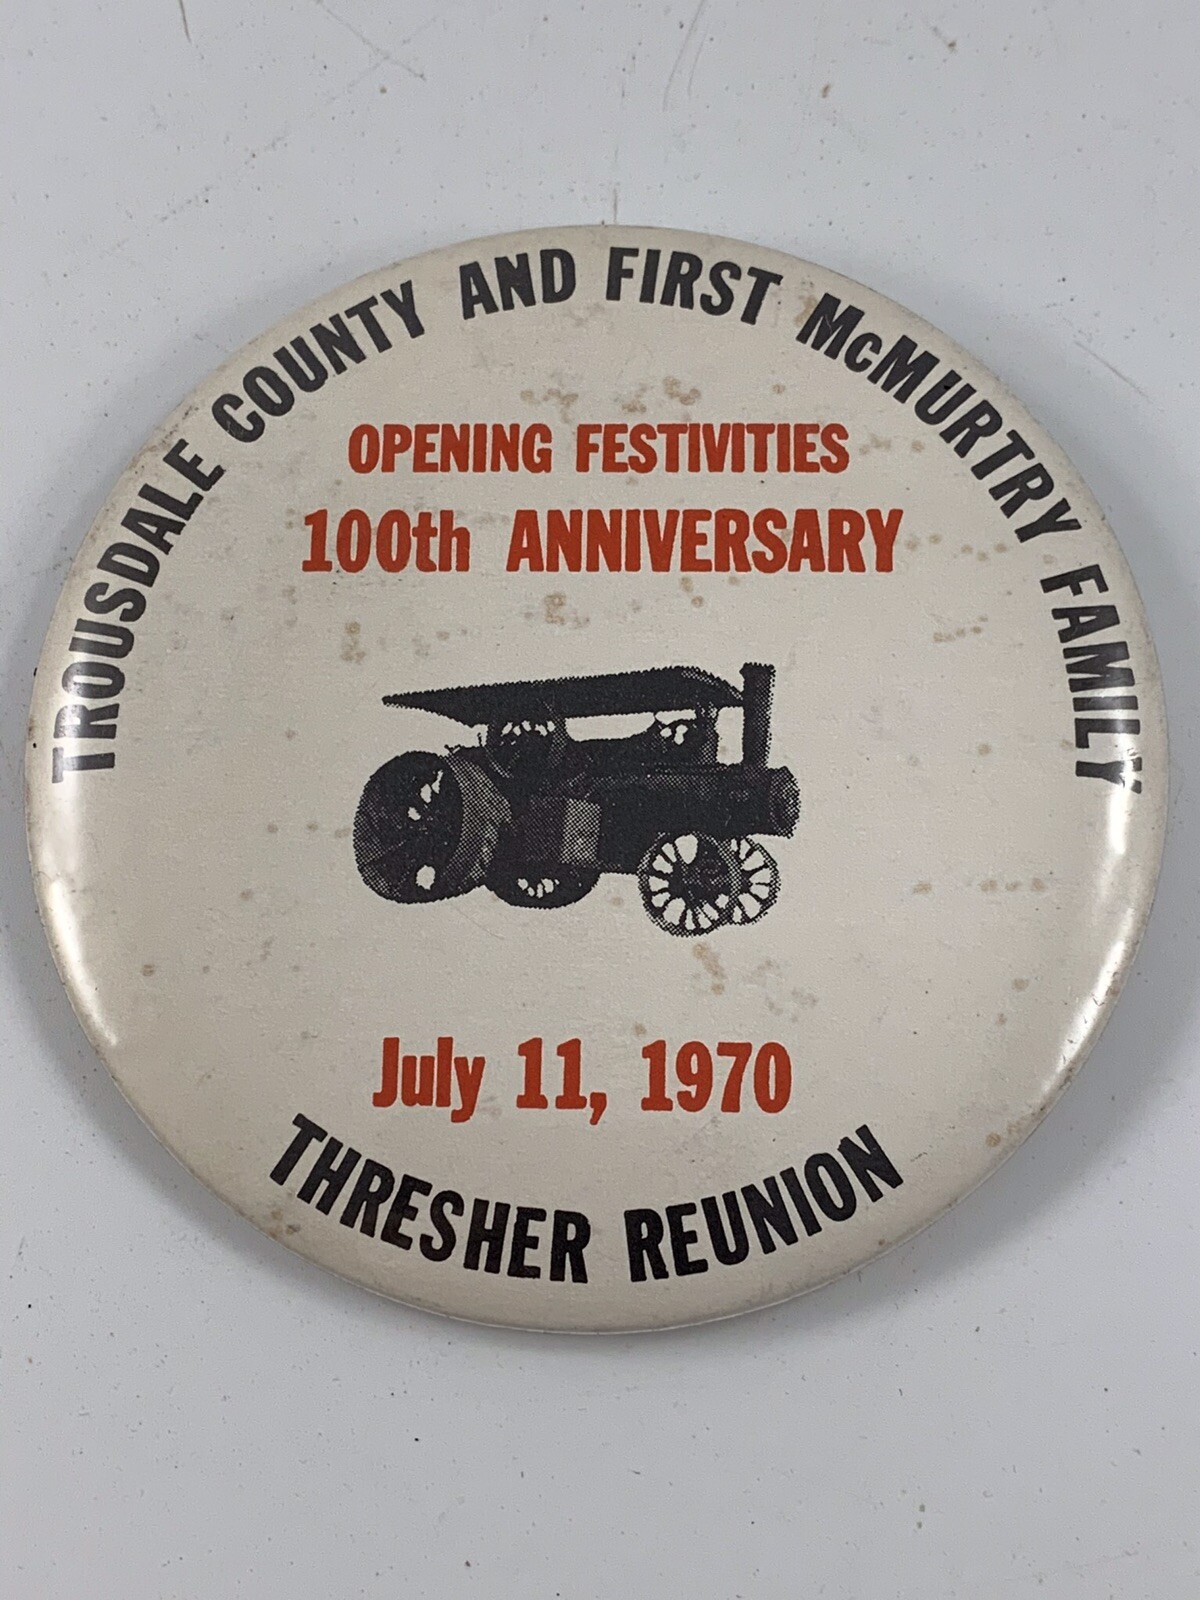 TROUSDALE COUNTY AND FIRST McMURTRY FAMILY
OPENING FESTIVITIES
100th ANNIVERSARY
July 11, 1970
THRESHER REUNION